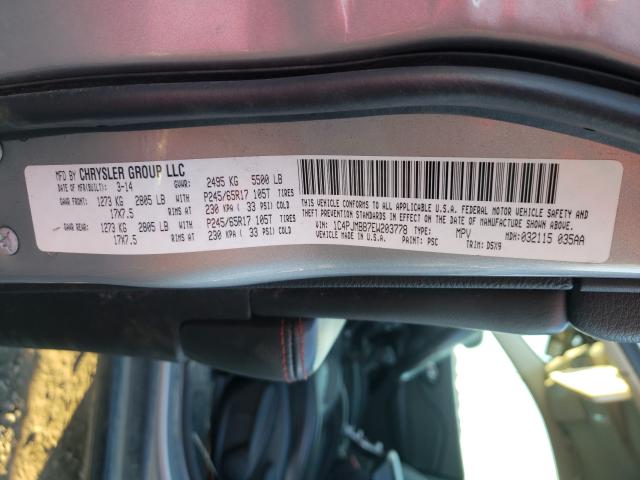 MFD BY CHRYSLER GROUP LLC
DATE OF MFR(BUILT): 3-14 GVWR: 2495 KG 5500 LB
GAWR FRONT: 1273 KG 2805 LB WITH P245/65R17 105T TIRES
17X7.5 RIMS AT 230 KPA ( 33 PSI) COLD
GAWR REAR: 1273 KG 2805 LB WITH P245/65R17 105T TIRES
17X7.5 RIMS AT 230 KPA ( 33 PSI) COLD
THIS VEHICLE CONFORMS TO ALL APPLICABLE U.S.A. FEDERAL MOTOR VEHICLE SAFETY AND
THEFT PREVENTION STANDARDS IN EFFECT ON THE DATE OF MANUFACTURE SHOWN ABOVE.
VIN: 1C4PJMBB7EW203778 TYPE: MPV MDH: 032115 035AA
VEHICLE MADE IN U.S.A. PAINT: PSC TRIM: DSX9